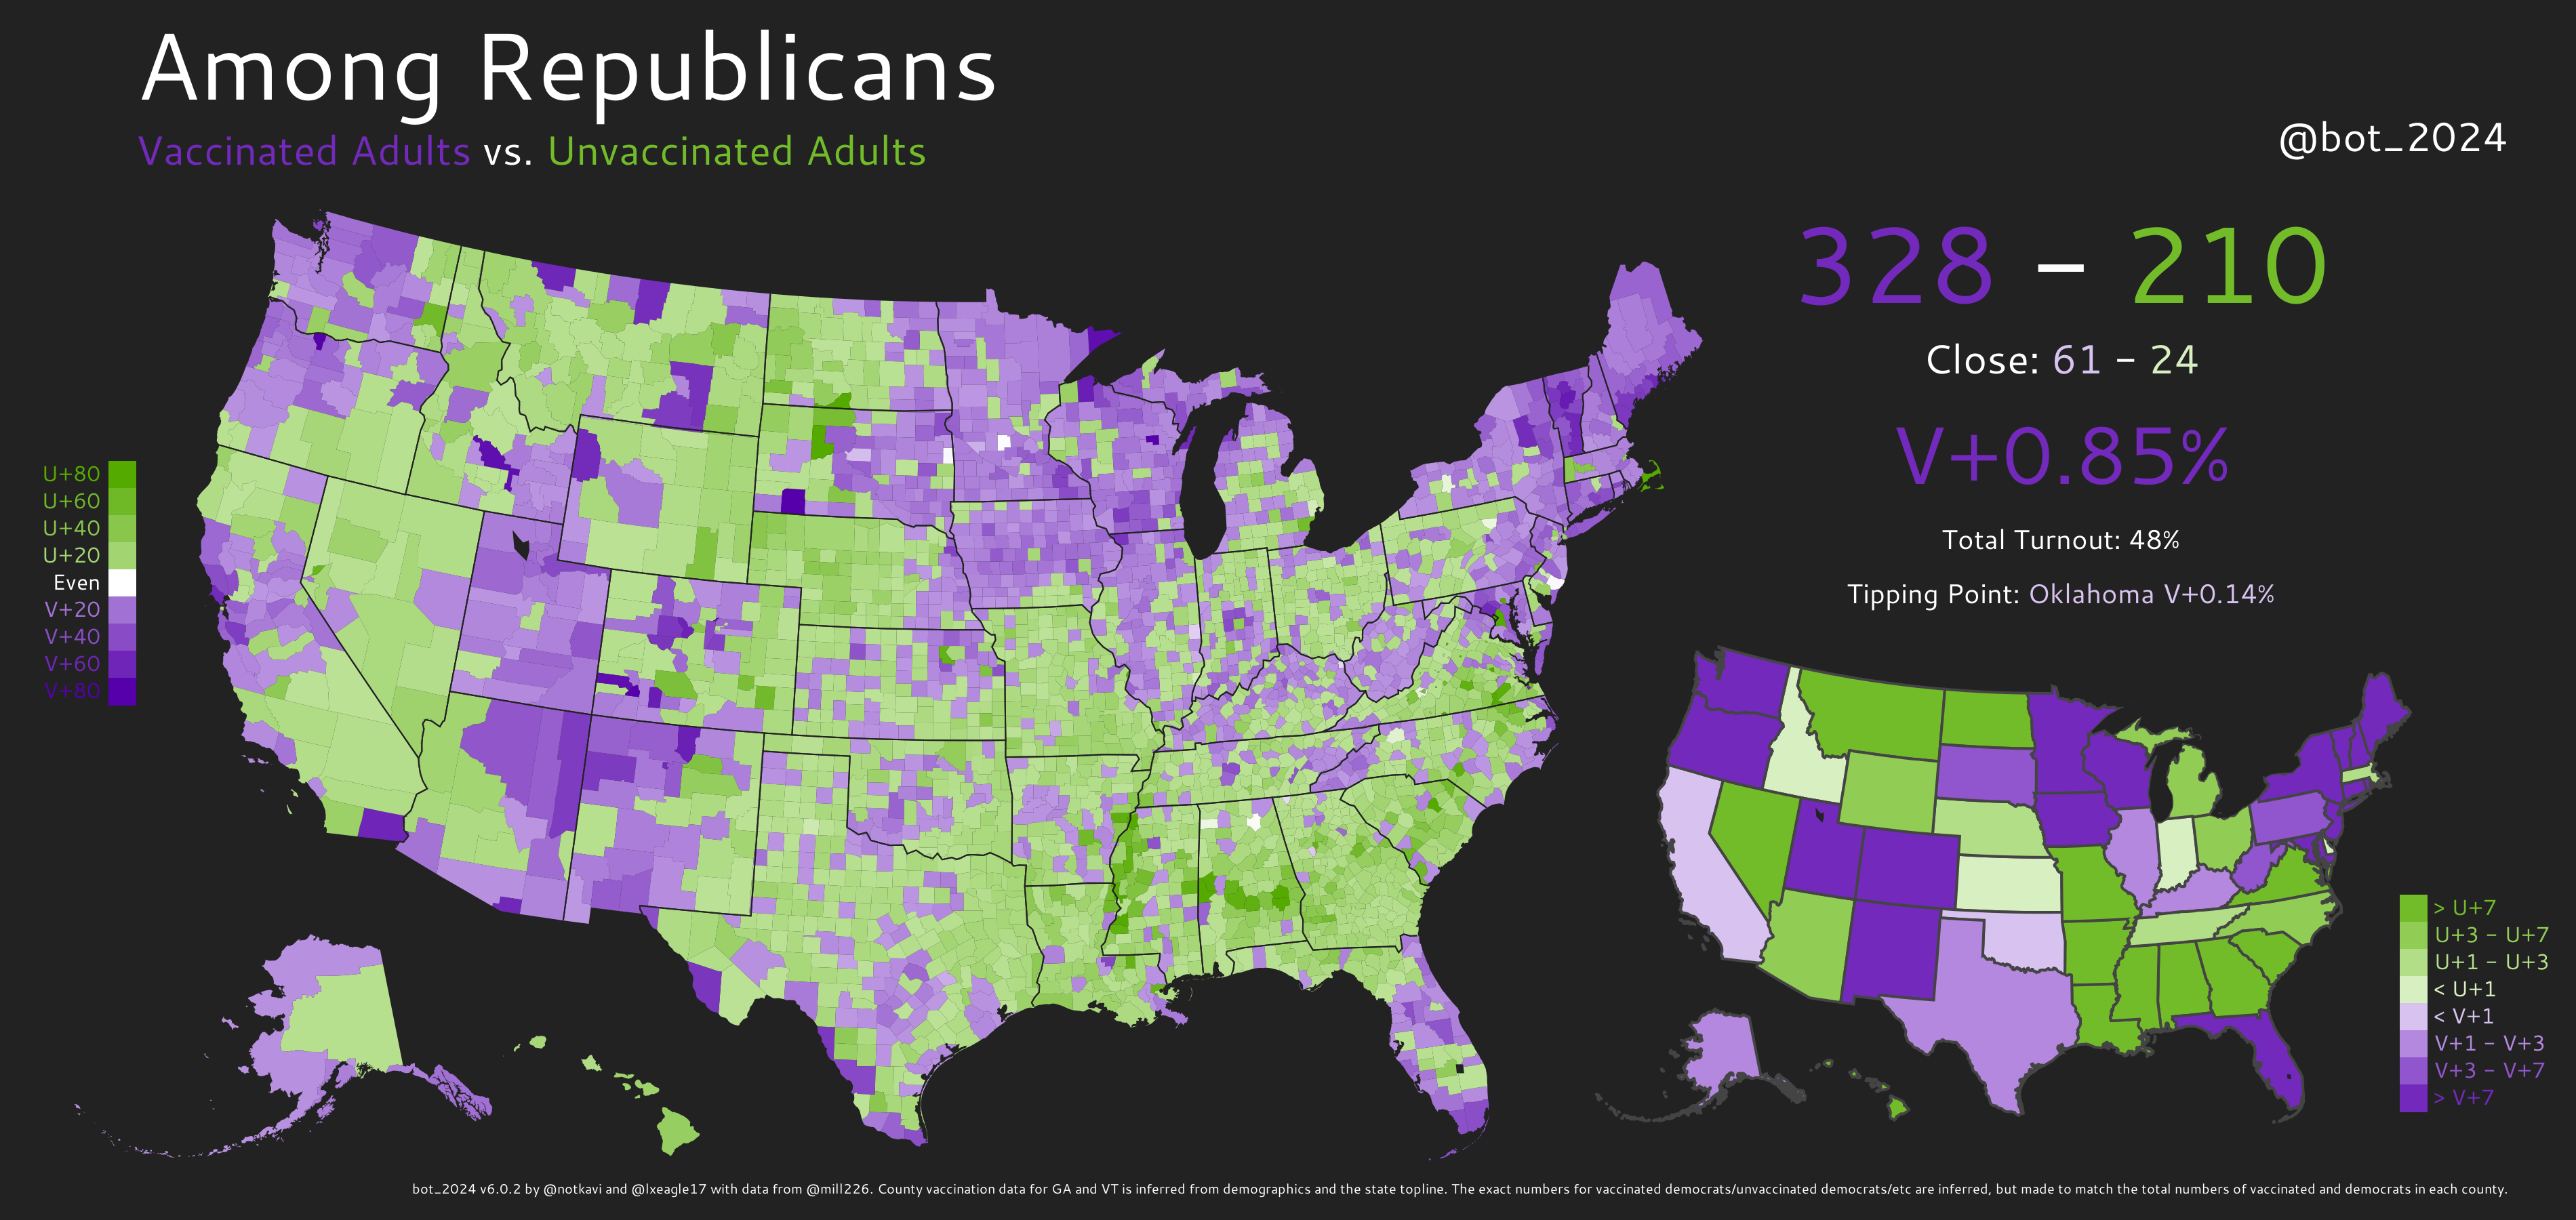 Among Republicans
Vaccinated Adults vs. Unvaccinated Adults
@bot_2024
328 – 210
Close: 61 - 24
V+0.85%
Total Turnout: 48%
Tipping Point: Oklahoma V+0.14%
U+80
U+60
U+40
U+20
Even
V+20
V+40
V+60
V+80
> U+7
U+3 - U+7
U+1 - U+3
< U+1
< V+1
V+1 - V+3
V+3 - V+7
> V+7
bot_2024 v6.0.2 by @notkavi and @lxeagle17 with data from @mill226. County vaccination data for GA and VT is inferred from demographics and the state topline. The exact numbers for vaccinated democrats/unvaccinated democrats/etc are inferred, but made to match the total numbers of vaccinated and democrats in each county.